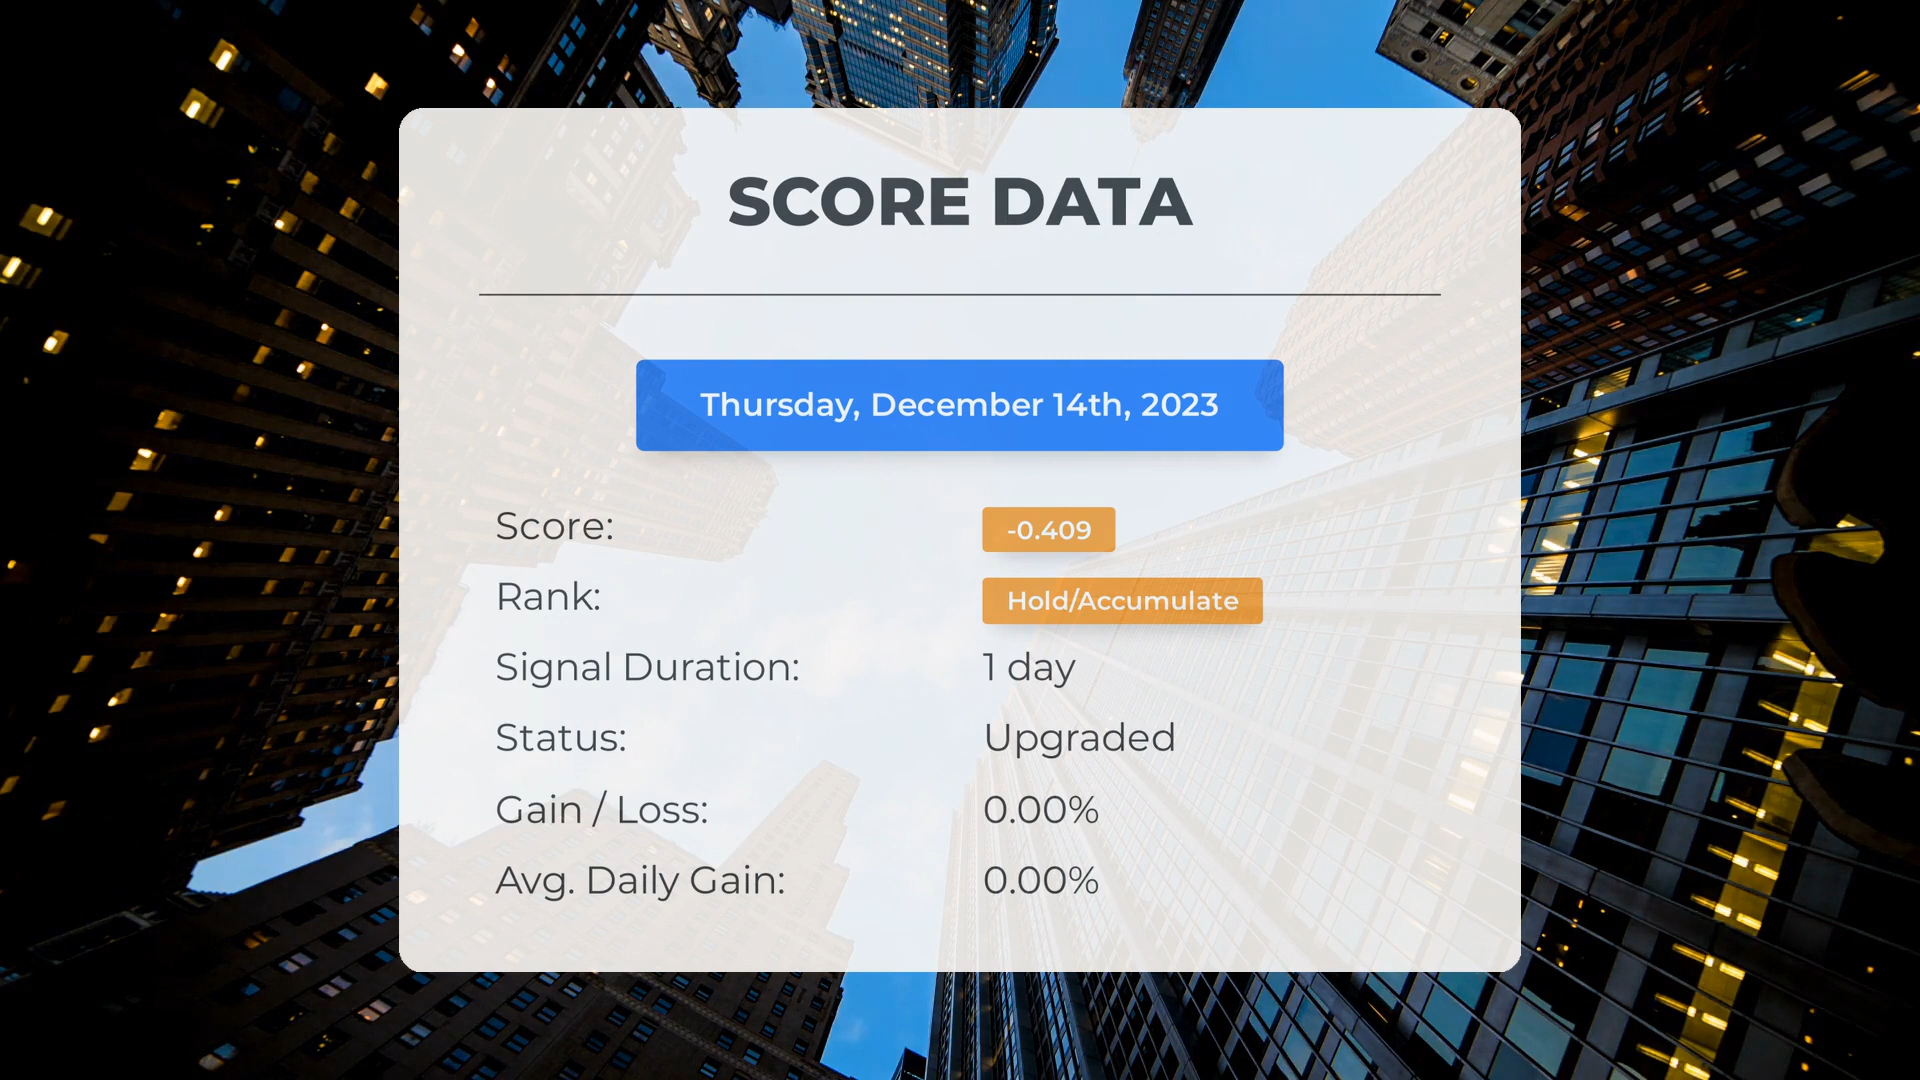 SCORE DATA
Thursday, December 14th, 2023
Score: -0.409
Rank: Hold/Accumulate
Signal Duration: 1 day
Status: Upgraded
Gain / Loss: 0.00%
Avg. Daily Gain: 0.00%